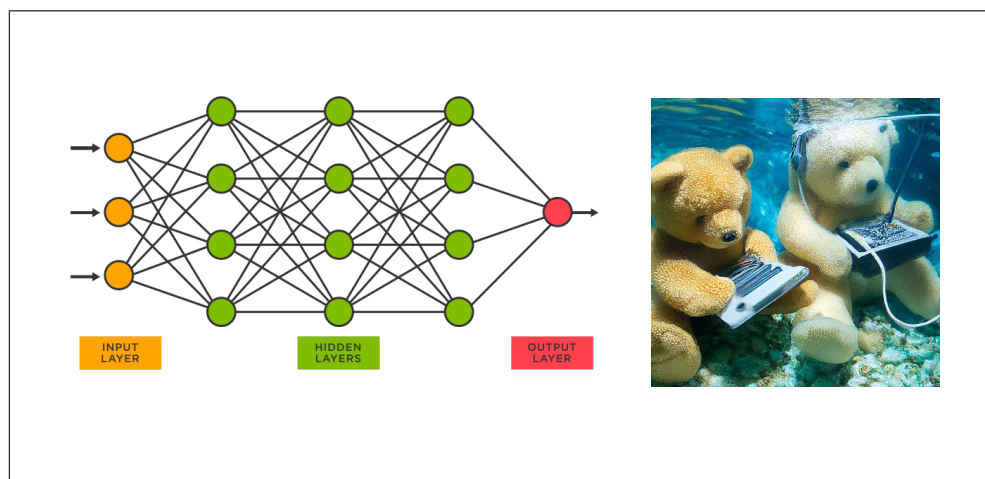 INPUT
LAYER
HIDDEN
LAYERS
OUTPUT
LAYER